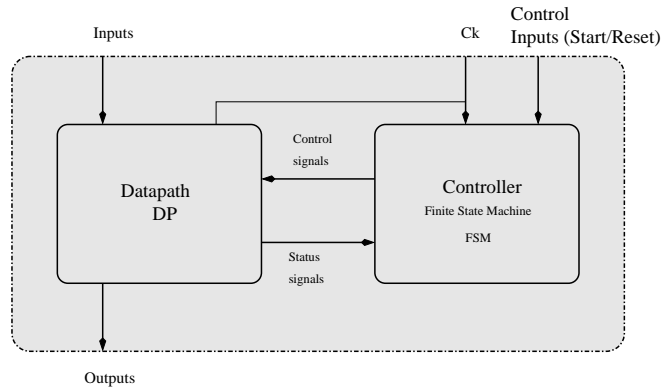 Inputs
Ck
Control
Inputs (Start/Reset)
Control
signals
Datapath
DP
Controller
Finite State Machine
FSM
Status
signals
Outputs